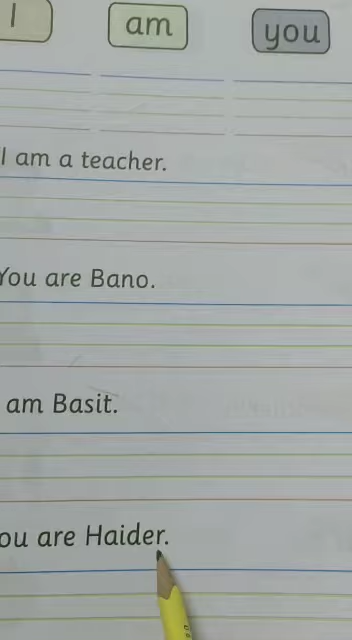 I am you
I am a teacher.
You are Bano.
am Basit.
ou are Haider.